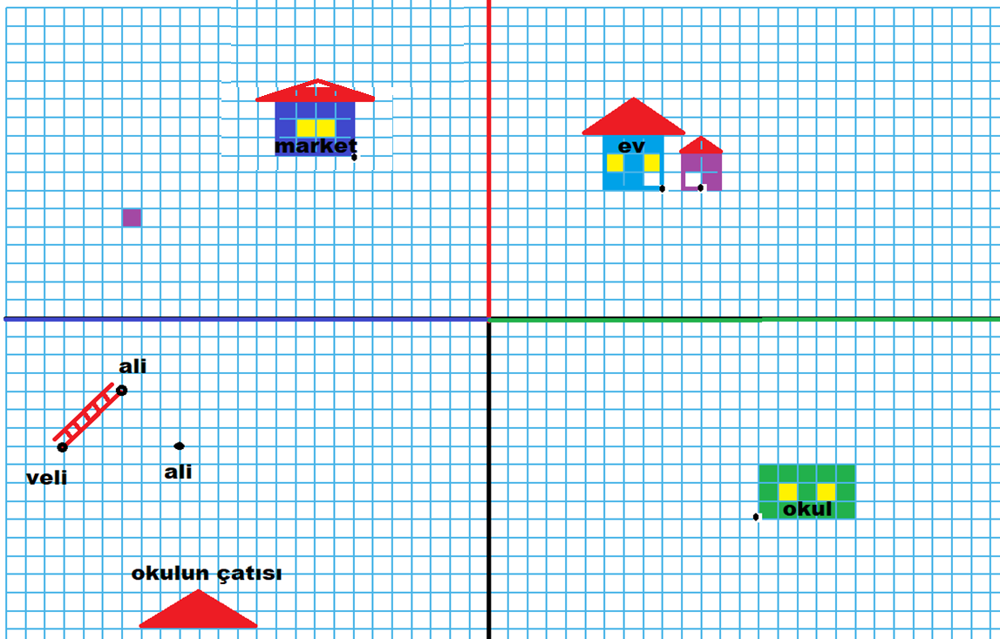 market
ev
ali
veli
ali
okul
okulun çatısı